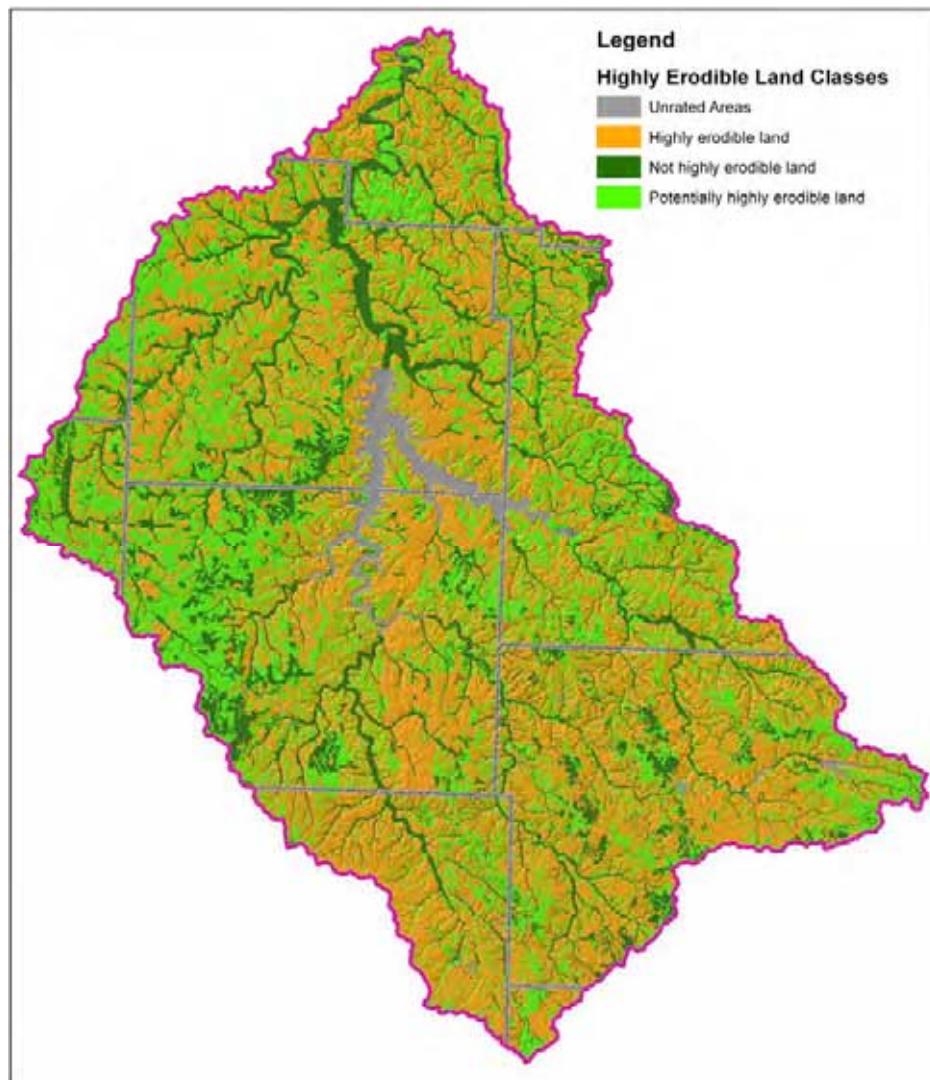 Legend
Highly Erodible Land Classes
Unrated Areas
Highly erodible land
Not highly erodible land
Potentially highly erodible land